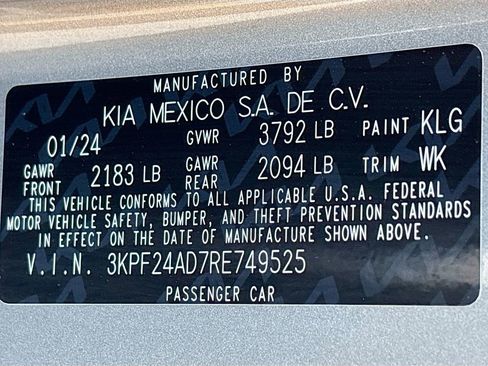 MANUFACTURED BY
KIA MEXICO S.A. DE C.V.
01/24 GVWR 3792 LB PAINT KLG
GAWR FRONT 2183 LB GAWR REAR 2094 LB TRIM WK
THIS VEHICLE CONFORMS TO ALL APPLICABLE U.S.A. FEDERAL
MOTOR VEHICLE SAFETY, BUMPER, AND THEFT PREVENTION STANDARDS
IN EFFECT ON THE DATE OF MANUFACTURE SHOWN ABOVE.
V.I.N. 3KPF24AD7RE749525
PASSENGER CAR